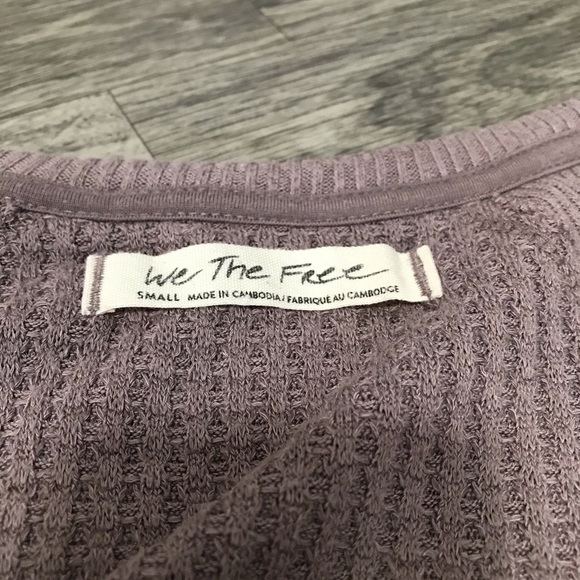 We The Free
SMALL MADE IN CAMBODIA / FABRIQUE AU CAMBODGE